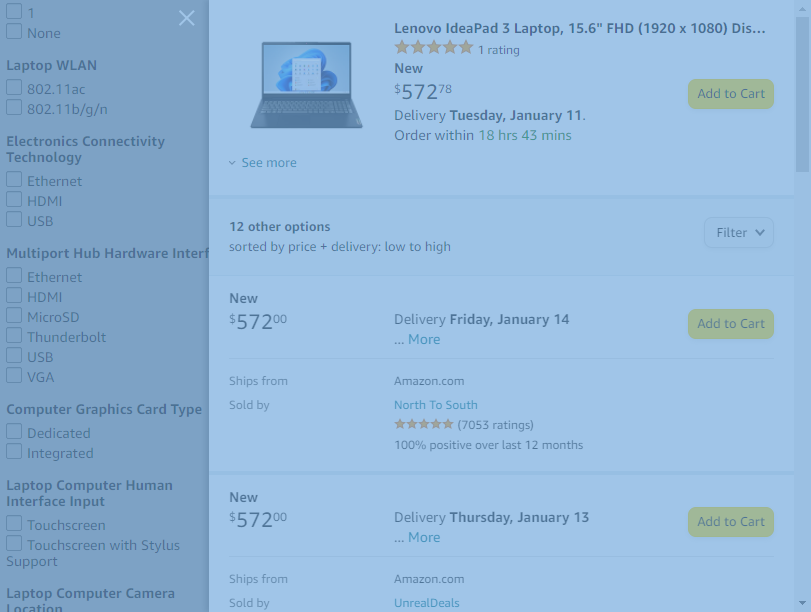 1
None
Laptop WLAN
802.11ac
802.11b/g/n
Electronics Connectivity
Technology
Ethernet
HDMI
USB
Multiport Hub Hardware Interf
Ethernet
HDMI
MicroSD
Thunderbolt
USB
VGA
Computer Graphics Card Type
Dedicated
Integrated
Laptop Computer Human
Interface Input
Touchscreen
Touchscreen with Stylus
Support
Laptop Computer Camera
Location
Lenovo IdeaPad 3 Laptop, 15.6" FHD (1920 x 1080) Dis...
1 rating
New
$57278
Add to Cart
Delivery Tuesday, January 11.
Order within 18 hrs 43 mins
See more
12 other options
sorted by price + delivery: low to high
Filter
New
$57200
Delivery Friday, January 14
... More
Add to Cart
Ships from Amazon.com
Sold by North To South
(7053 ratings)
100% positive over last 12 months
New
$57200
Delivery Thursday, January 13
... More
Add to Cart
Ships from Amazon.com
Sold by UnrealDeals